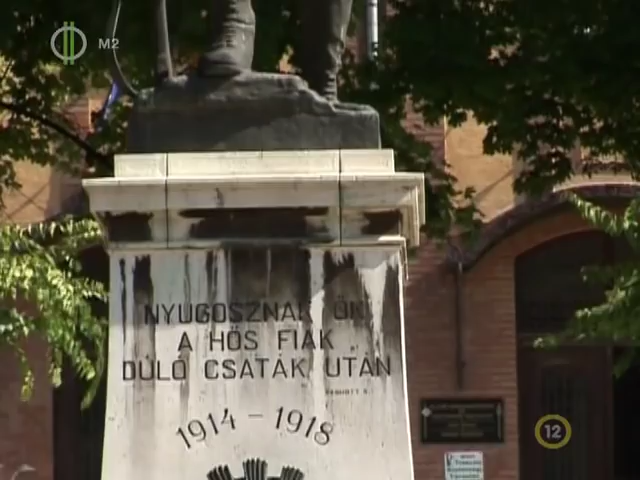 M2
NYUGOSZNAK ŐK
A HŐS FIAK
DÚLÓ CSATÁK UTÁN
1914 – 1918
12